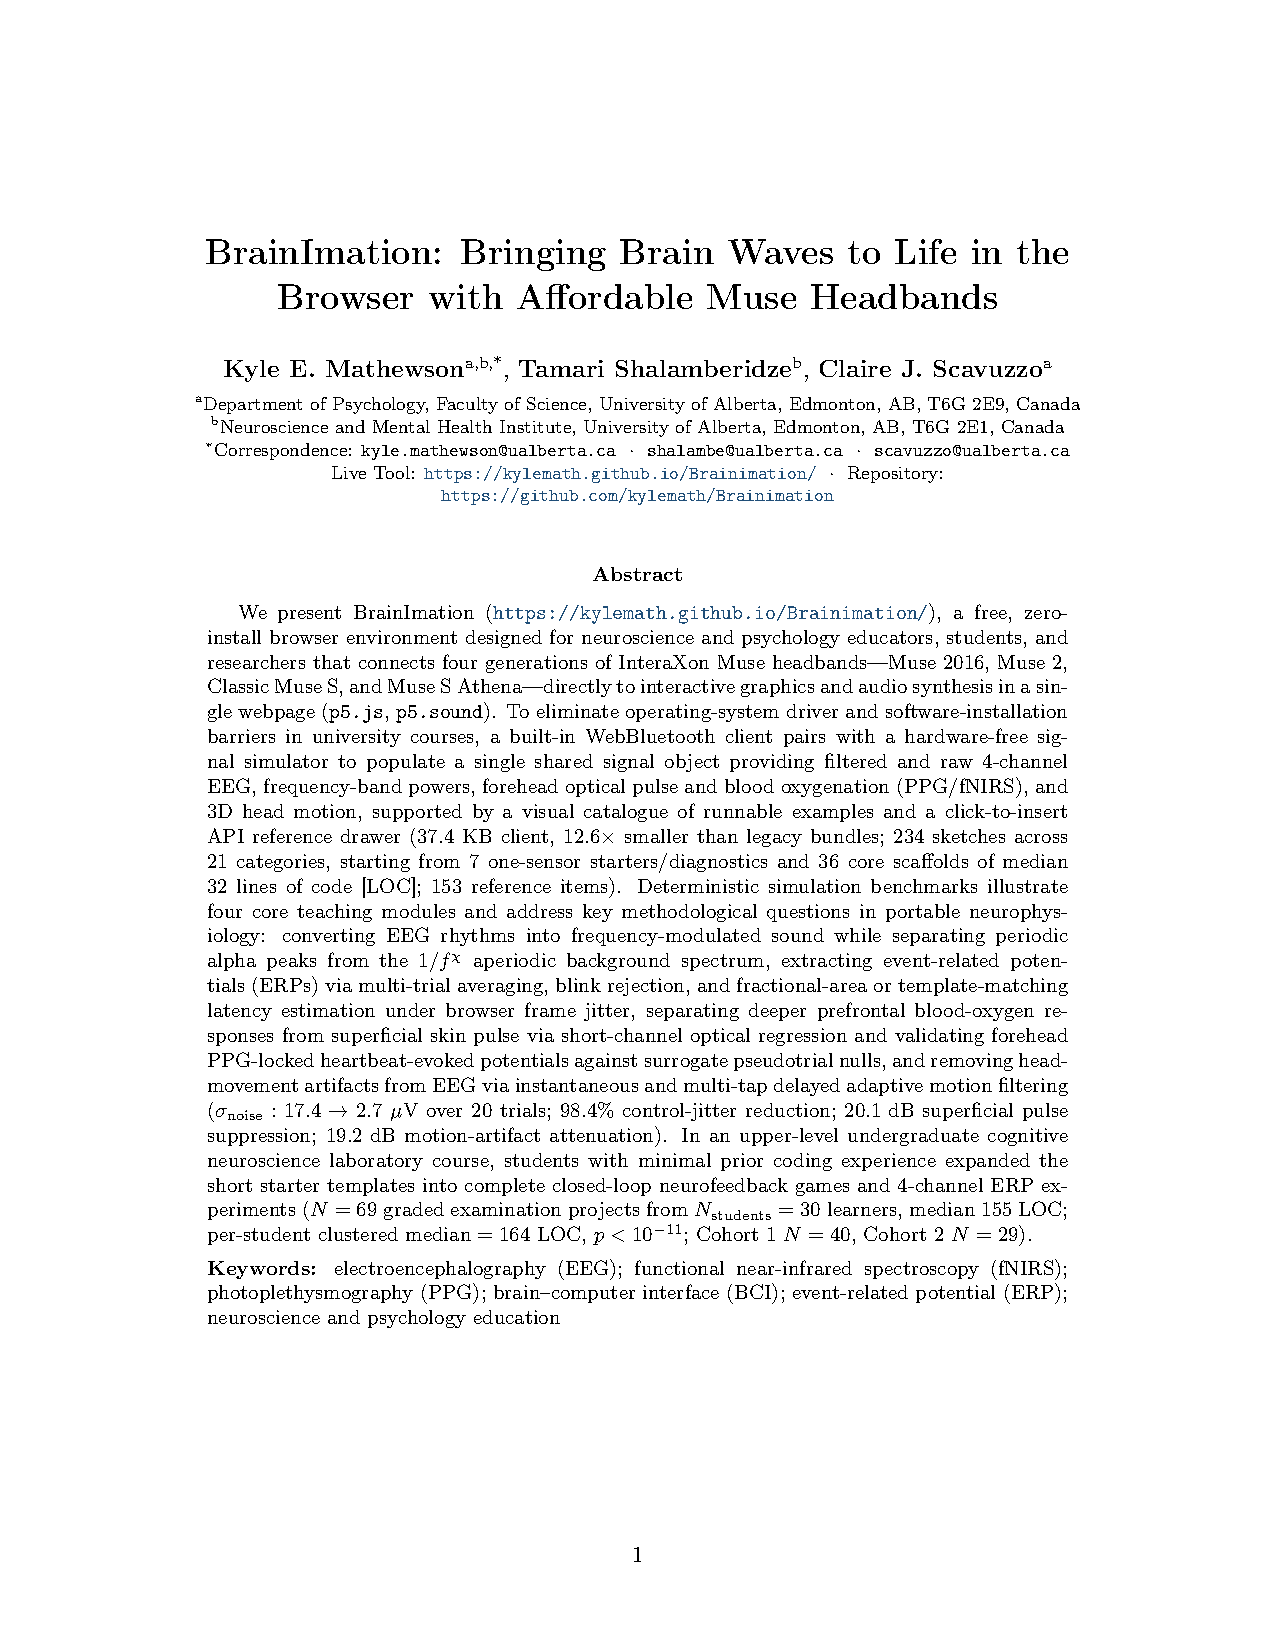 BrainImation: Bringing Brain Waves to Life in the
Browser with Affordable Muse Headbands
Kyle E. Mathewson^a,b,*, Tamari Shalamberidze^b, Claire J. Scavuzzo^a
^aDepartment of Psychology, Faculty of Science, University of Alberta, Edmonton, AB, T6G 2E9, Canada
^bNeuroscience and Mental Health Institute, University of Alberta, Edmonton, AB, T6G 2E1, Canada
*Correspondence: kyle.mathewson@ualberta.ca · shalambe@ualberta.ca · scavuzzo@ualberta.ca
Live Tool: https://kylemath.github.io/Brainimation/ · Repository:
https://github.com/kylemath/Brainimation
Abstract
We present BrainImation (https://kylemath.github.io/Brainimation/), a free, zero-
install browser environment designed for neuroscience and psychology educators, students, and
researchers that connects four generations of InteraXon Muse headbands—Muse 2016, Muse 2,
Classic Muse S, and Muse S Athena—directly to interactive graphics and audio synthesis in a sin-
gle webpage (p5.js, p5.sound). To eliminate operating-system driver and software-installation
barriers in university courses, a built-in WebBluetooth client pairs with a hardware-free sig-
nal simulator to populate a single shared signal object providing filtered and raw 4-channel
EEG, frequency-band powers, forehead optical pulse and blood oxygenation (PPG/fNIRS), and
3D head motion, supported by a visual catalogue of runnable examples and a click-to-insert
API reference drawer (37.4 KB client, 12.6× smaller than legacy bundles; 234 sketches across
21 categories, starting from 7 one-sensor starters/diagnostics and 36 core scaffolds of median
32 lines of code [LOC]; 153 reference items). Deterministic simulation benchmarks illustrate
four core teaching modules and address key methodological questions in portable neurophys-
iology: converting EEG rhythms into frequency-modulated sound while separating periodic
alpha peaks from the 1/f^χ aperiodic background spectrum, extracting event-related poten-
tials (ERPs) via multi-trial averaging, blink rejection, and fractional-area or template-matching
latency estimation under browser frame jitter, separating deeper prefrontal blood-oxygen re-
sponses from superficial skin pulse via short-channel optical regression and validating forehead
PPG-locked heartbeat-evoked potentials against surrogate pseudotrial nulls, and removing head-
movement artifacts from EEG via instantaneous and multi-tap delayed adaptive motion filtering
(σ_noise : 17.4 → 2.7 μV over 20 trials; 98.4% control-jitter reduction; 20.1 dB superficial pulse
suppression; 19.2 dB motion-artifact attenuation). In an upper-level undergraduate cognitive
neuroscience laboratory course, students with minimal prior coding experience expanded the
short starter templates into complete closed-loop neurofeedback games and 4-channel ERP ex-
periments (N = 69 graded examination projects from N_students = 30 learners, median 155 LOC;
per-student clustered median = 164 LOC, p < 10^−11; Cohort 1 N = 40, Cohort 2 N = 29).
Keywords: electroencephalography (EEG); functional near-infrared spectroscopy (fNIRS);
photoplethysmography (PPG); brain–computer interface (BCI); event-related potential (ERP);
neuroscience and psychology education
1